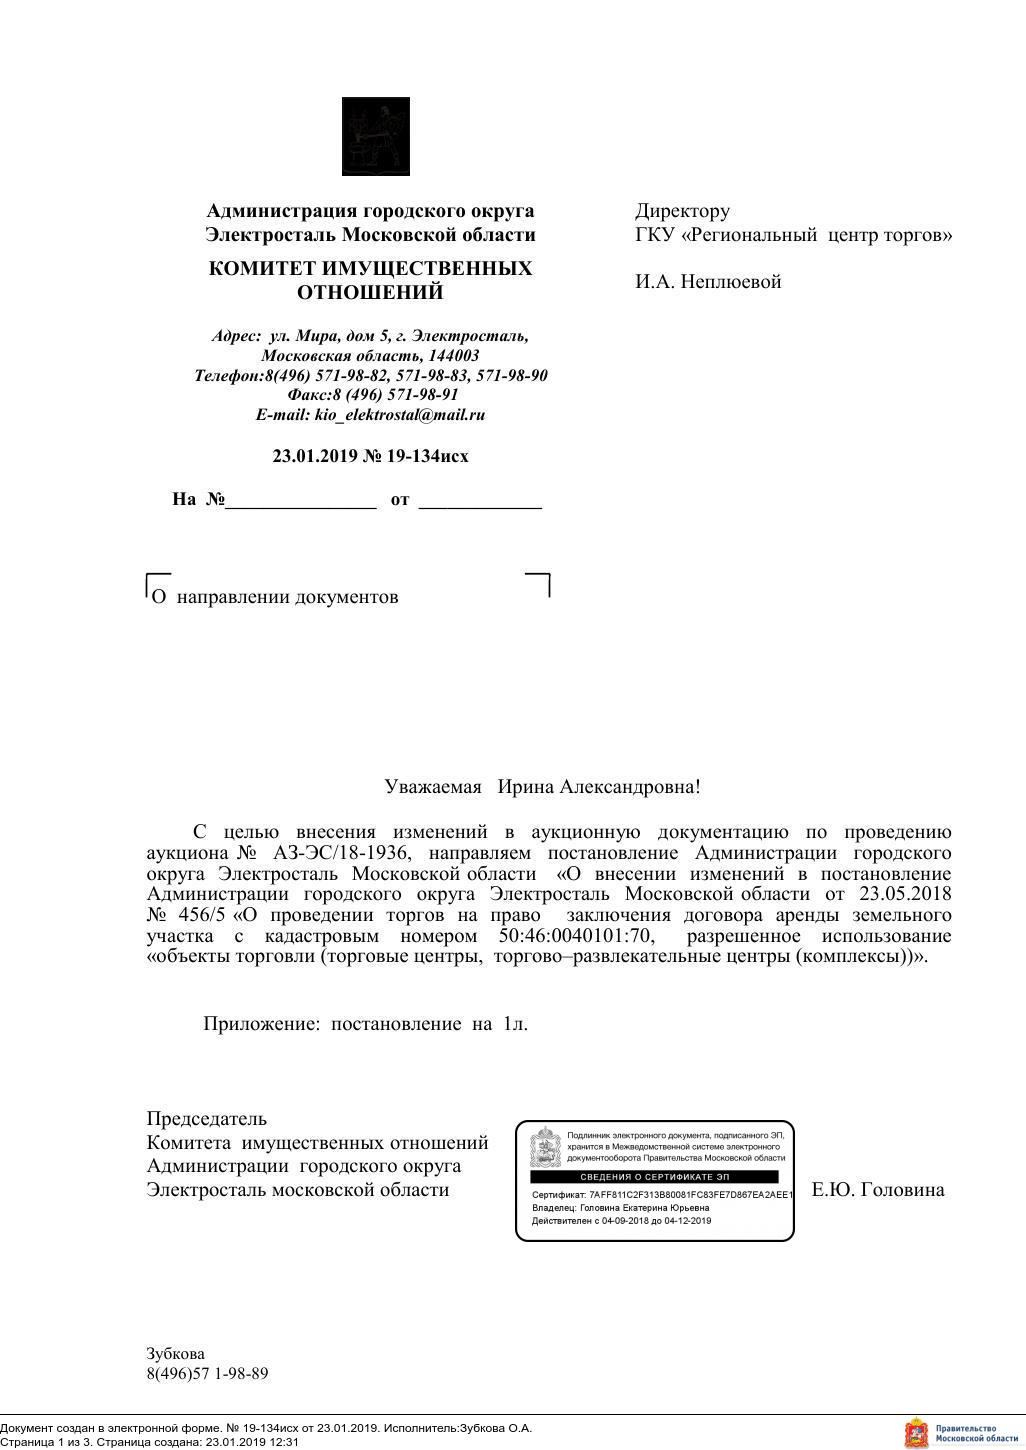 Администрация городского округа
Электросталь Московской области
КОМИТЕТ ИМУЩЕСТВЕННЫХ
ОТНОШЕНИЙ
Адрес: ул. Мира, дом 5, г. Электросталь,
Московская область, 144003
Телефон:8(496) 571-98-82, 571-98-83, 571-98-90
Факс:8 (496) 571-98-91
E-mail: kio_elektrostal@mail.ru
23.01.2019 № 19-134исх
На №________________ от _____________
Директору
ГКУ «Региональный центр торгов»
И.А. Неплюевой
О направлении документов
Уважаемая Ирина Александровна!
С целью внесения изменений в аукционную документацию по проведению
аукциона № АЗ-ЭС/18-1936, направляем постановление Администрации городского
округа Электросталь Московской области «О внесении изменений в постановление
Администрации городского округа Электросталь Московской области от 23.05.2018
№ 456/5 «О проведении торгов на право заключения договора аренды земельного
участка с кадастровым номером 50:46:0040101:70, разрешенное использование
«объекты торговли (торговые центры, торгово–развлекательные центры (комплексы))».
Приложение: постановление на 1л.
Председатель
Комитета имущественных отношений
Администрации городского округа
Электросталь московской области
Подлинник электронного документа, подписанного ЭП,
хранится в Межведомственной системе электронного
документооборота Правительства Московской области
СВЕДЕНИЯ О СЕРТИФИКАТЕ ЭП
Сертификат: 7AFF811C2F313B80081FC83FE7D867EA2AEE1
Владелец: Головина Екатерина Юрьевна
Действителен с 04-09-2018 до 04-12-2019
Е.Ю. Головина
Зубкова
8(496)57 1-98-89
Документ создан в электронной форме. № 19-134исх от 23.01.2019. Исполнитель:Зубкова О.А.
Страница 1 из 3. Страница создана: 23.01.2019 12:31
Правительство
Московской области